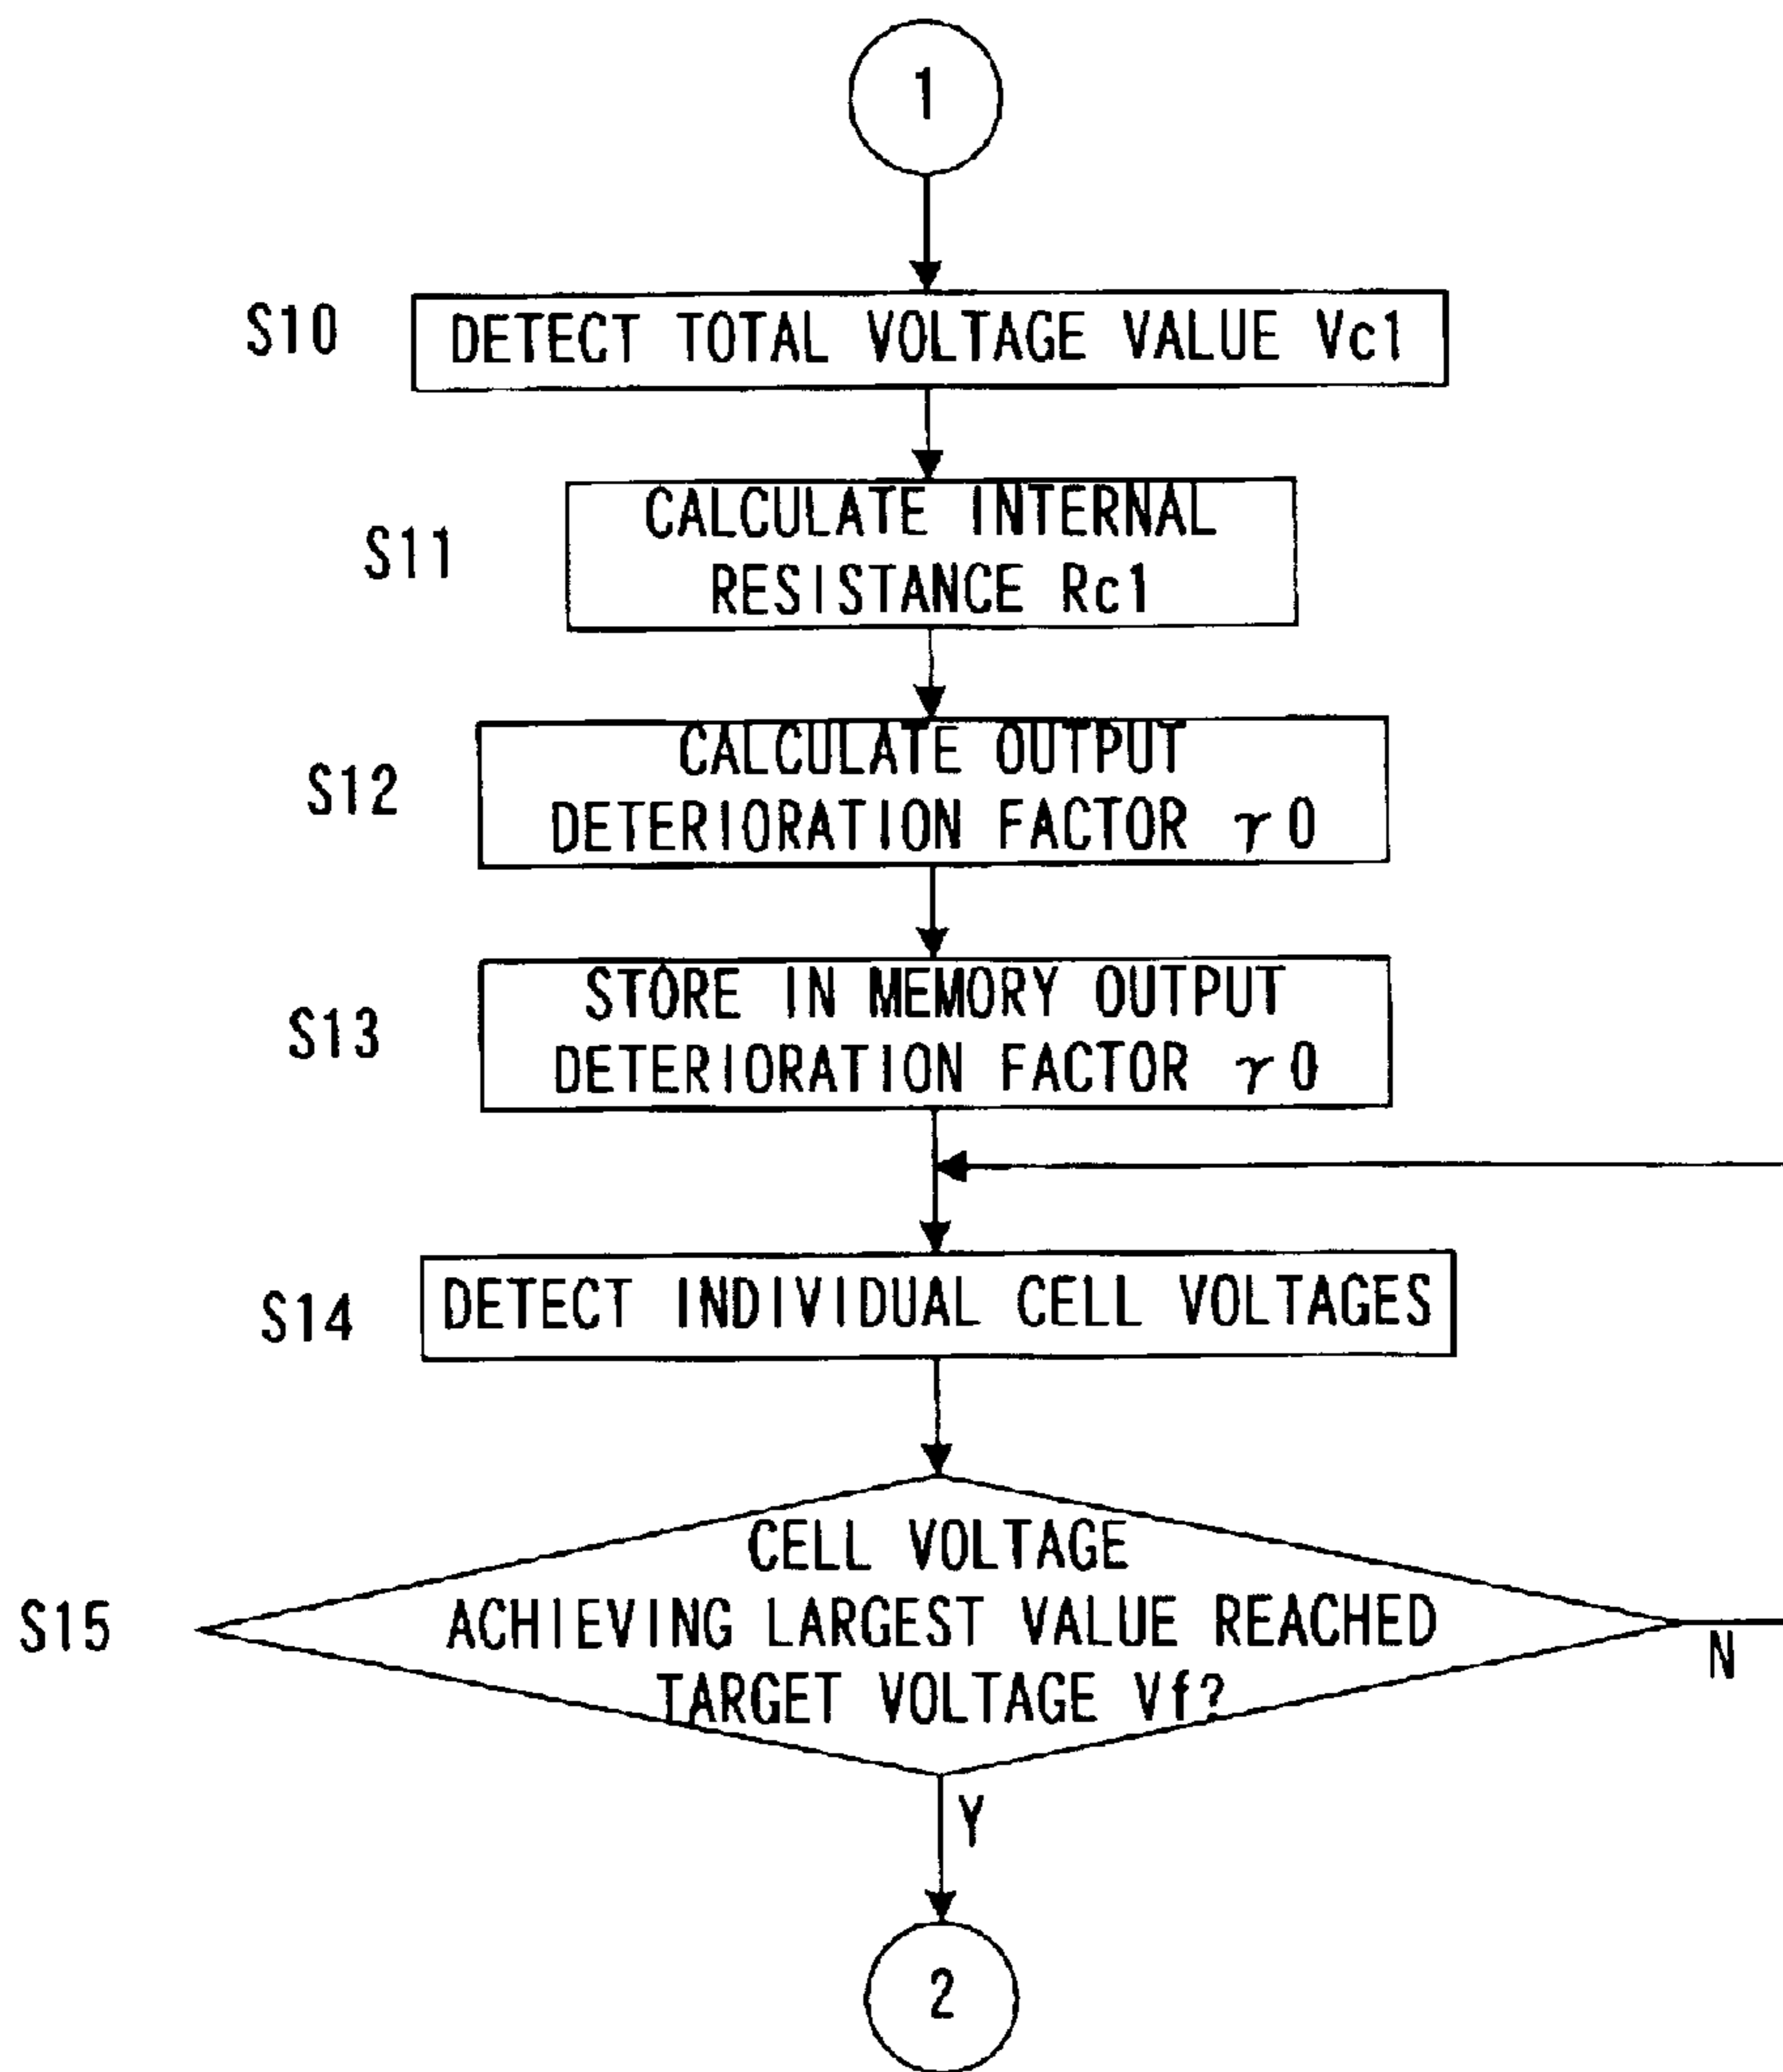 1
S10
DETECT TOTAL VOLTAGE VALUE Vc1
S11
CALCULATE INTERNAL
RESISTANCE Rc1
S12
CALCULATE OUTPUT
DETERIORATION FACTOR γ0
S13
STORE IN MEMORY OUTPUT
DETERIORATION FACTOR γ0
S14
DETECT INDIVIDUAL CELL VOLTAGES
S15
CELL VOLTAGE
ACHIEVING LARGEST VALUE REACHED
TARGET VOLTAGE Vf?
N
Y
2